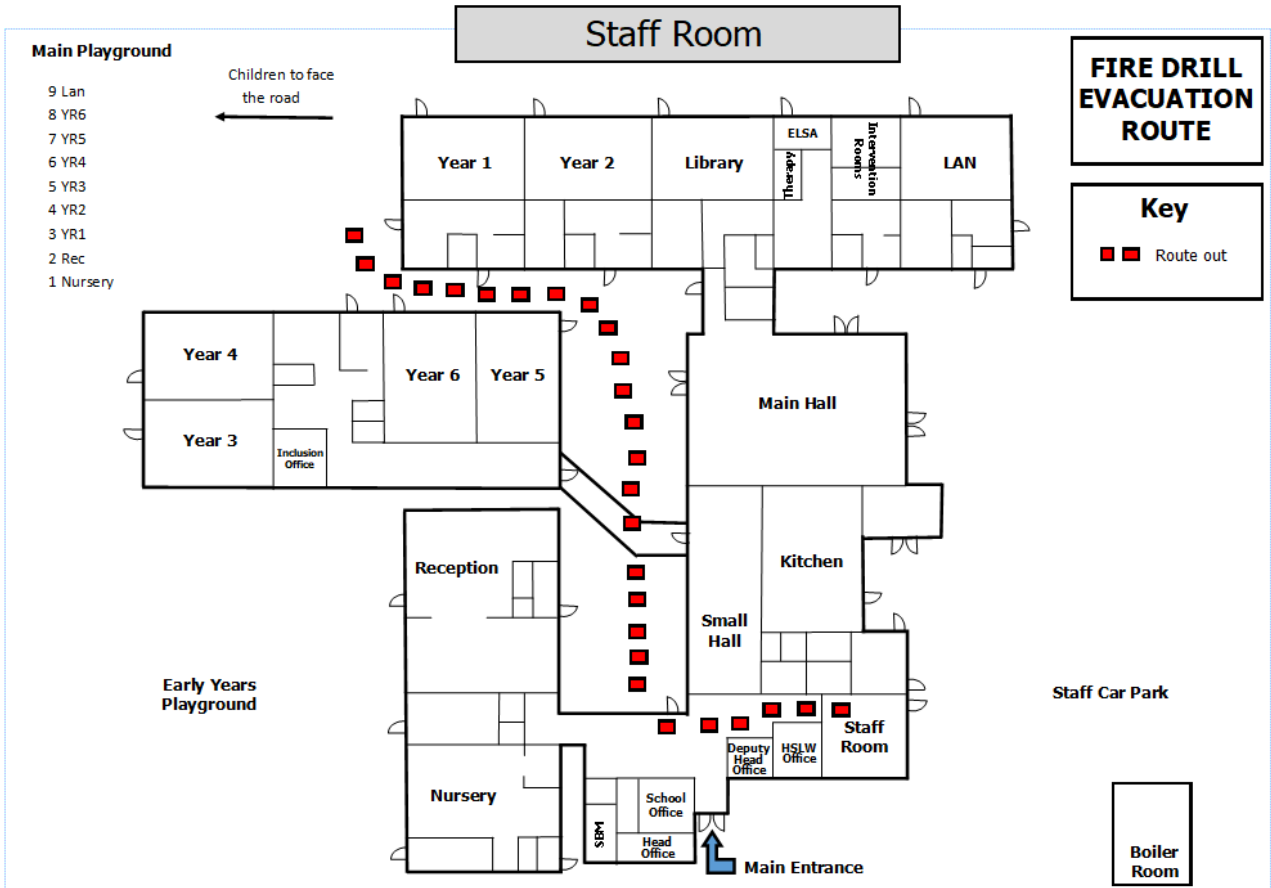 Staff Room
Main Playground
9 Lan
8 YR6
7 YR5
6 YR4
5 YR3
4 YR2
3 YR1
2 Rec
1 Nursery
Children to face
the road
FIRE DRILL
EVACUATION
ROUTE
Key
Route out
Year 1
Year 2
Library
ELSA
Therapy
Intervention
Rooms
LAN
Year 4
Year 6
Year 5
Year 3
Inclusion
Office
Main Hall
Reception
Kitchen
Small
Hall
Early Years
Playground
Staff Car Park
Staff
Room
Deputy
Head
Office
HSLW
Office
Nursery
SBM
School
Office
Head
Office
Main Entrance
Boiler
Room